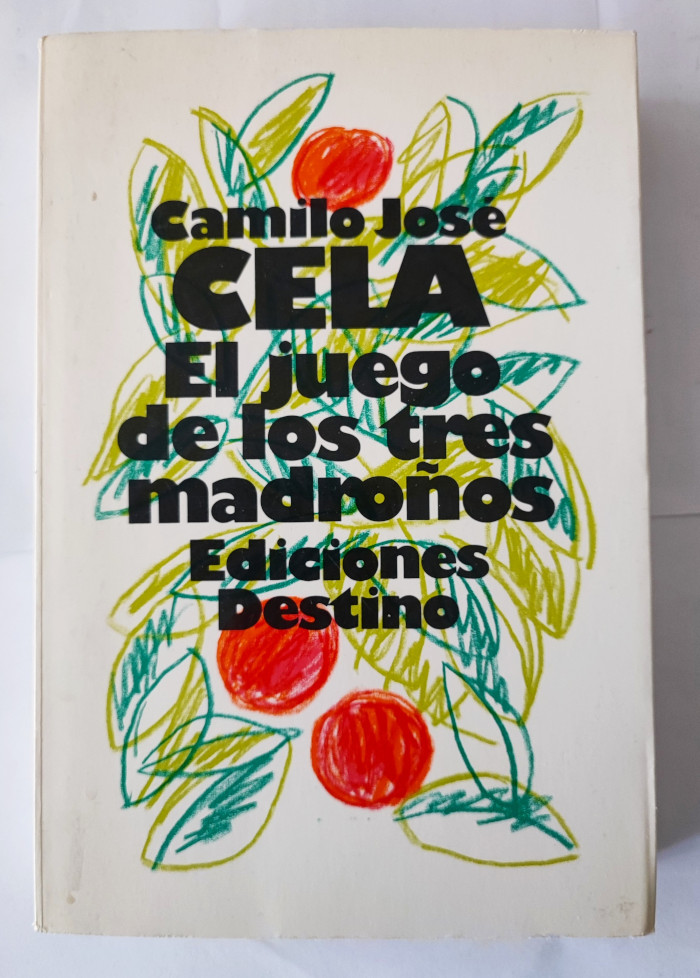 Camilo José
CELA
El juego
de los tres
madroños
Ediciones
Destino